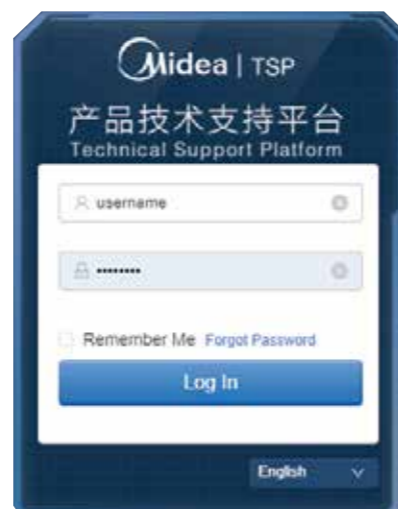 Midea | TSP
产品技术支持平台
Technical Support Platform
username
••••••••
Remember Me Forgot Password
Log In
English